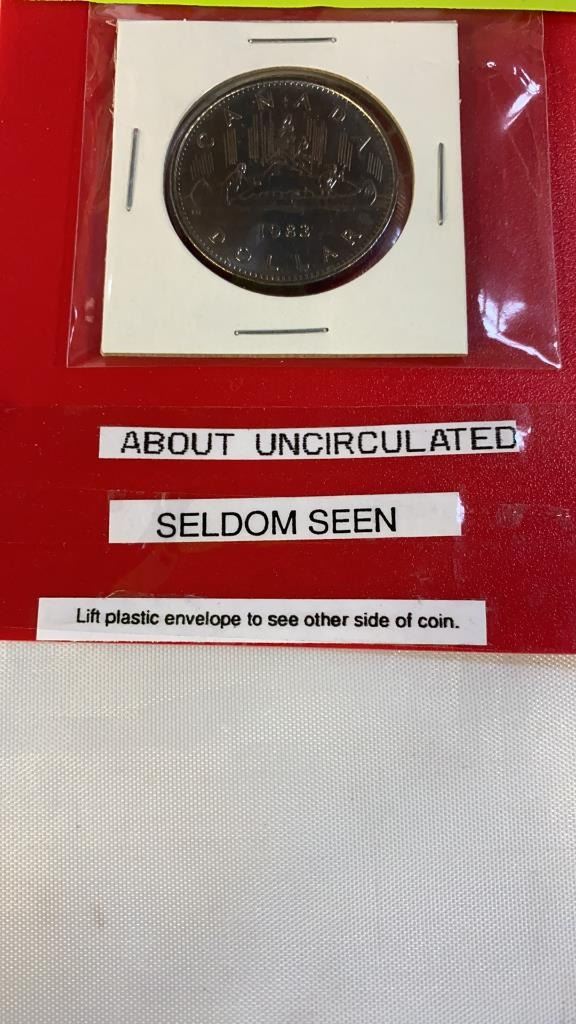 CANADA
1983
DOLLAR
ABOUT UNCIRCULATED
SELDOM SEEN
Lift plastic envelope to see other side of coin.